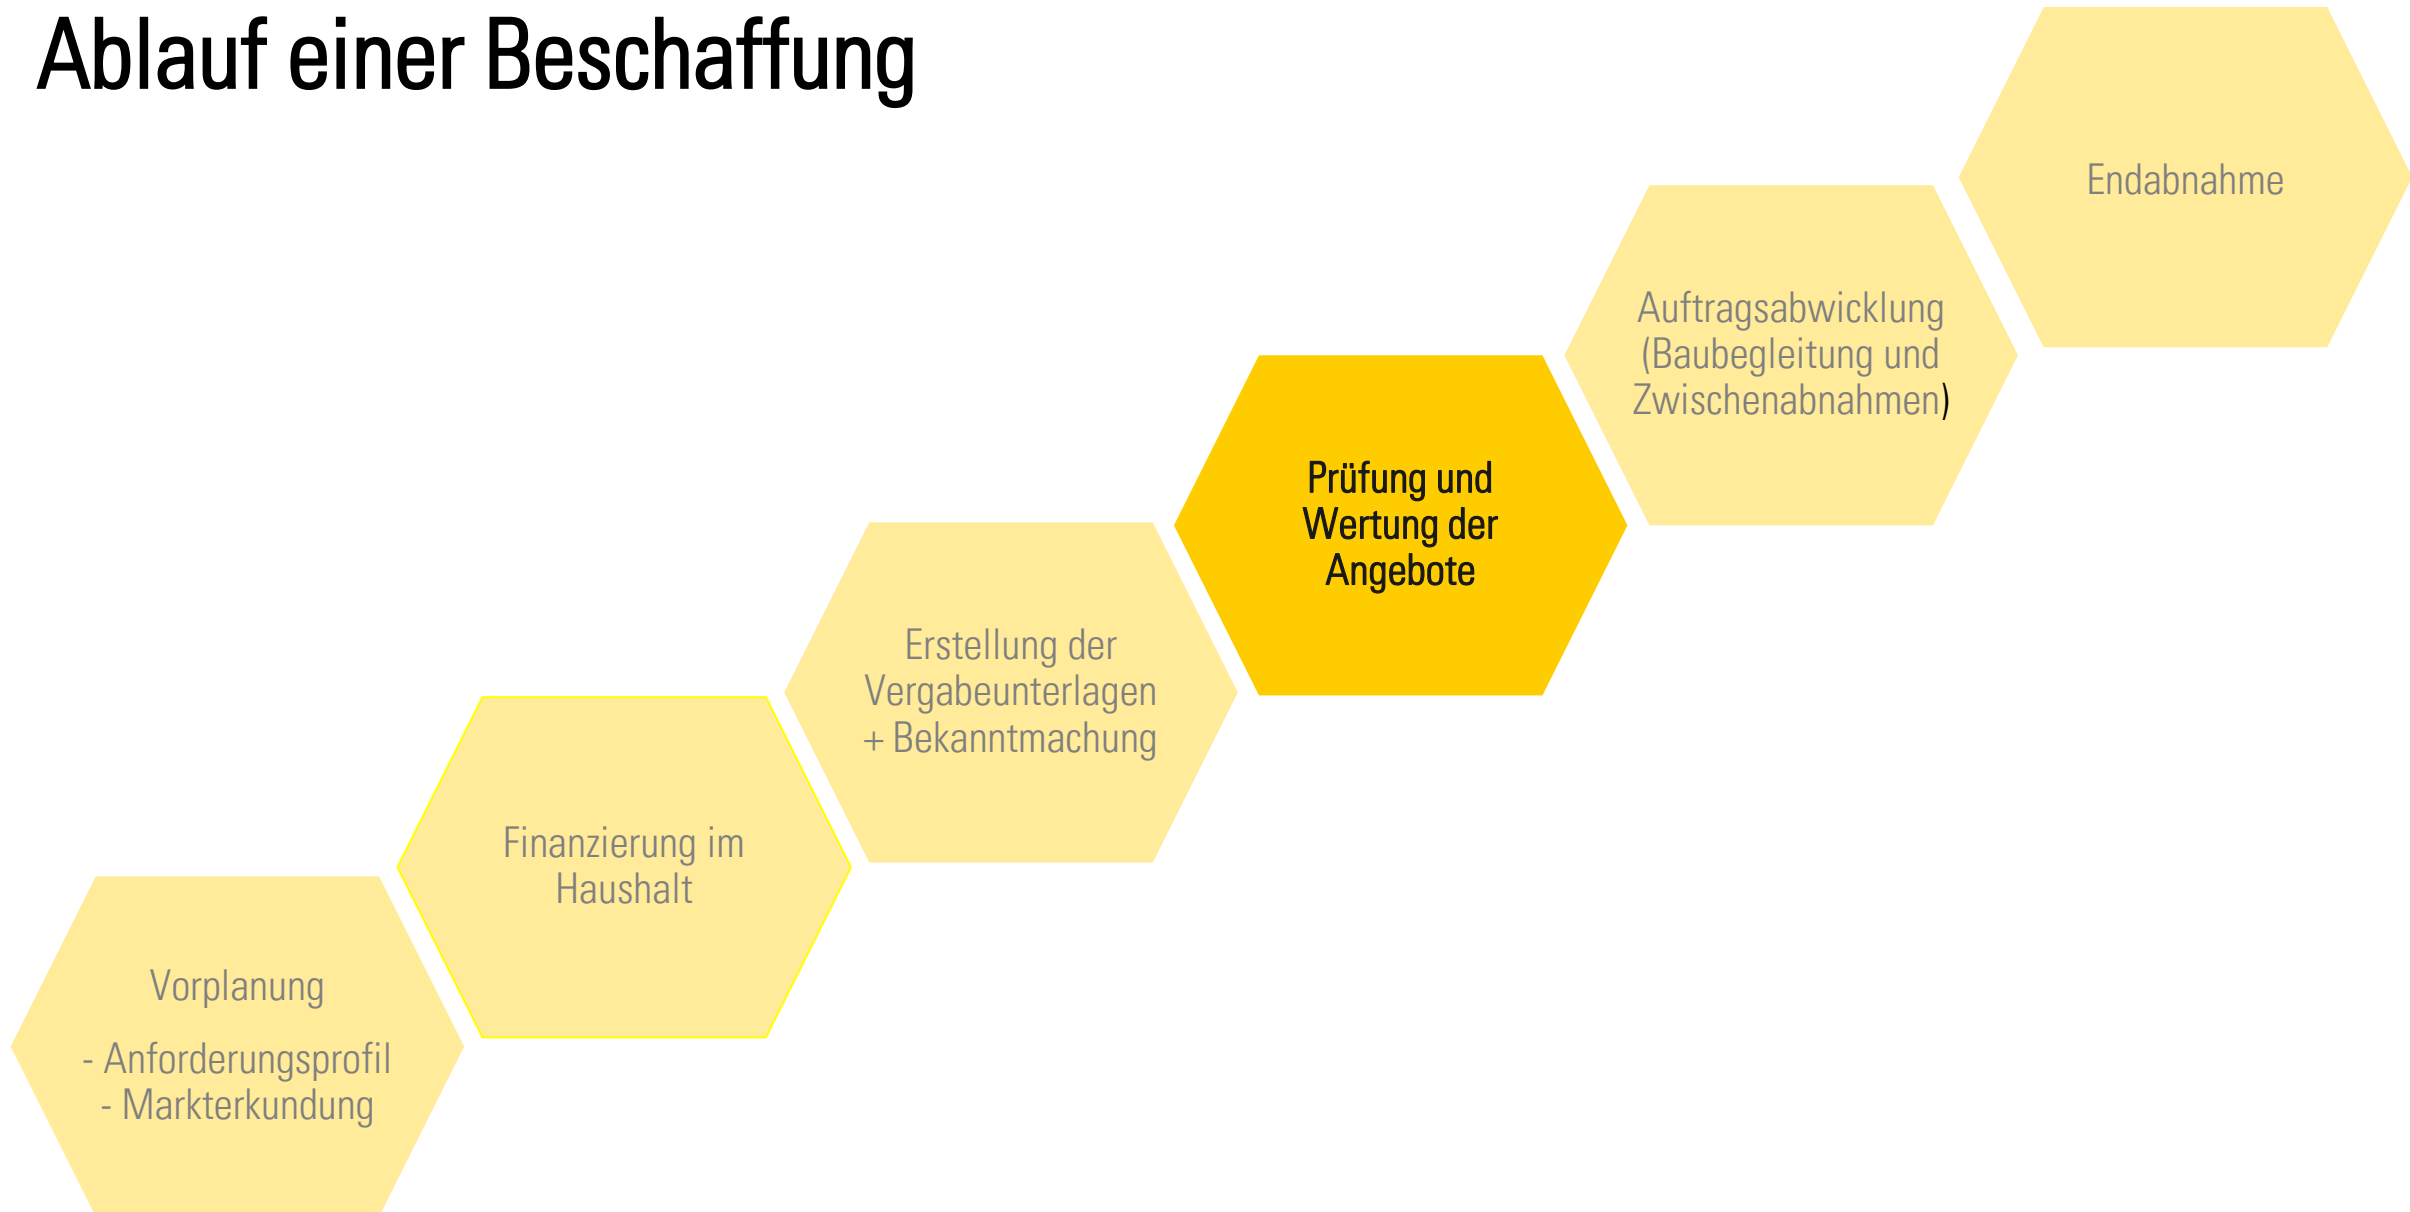 Ablauf einer Beschaffung
Vorplanung
- Anforderungsprofil
- Markterkundung
Finanzierung im
Haushalt
Erstellung der
Vergabeunterlagen
+ Bekanntmachung
Prüfung und
Wertung der
Angebote
Auftragsabwicklung
(Baubegleitung und
Zwischenabnahmen)
Endabnahme